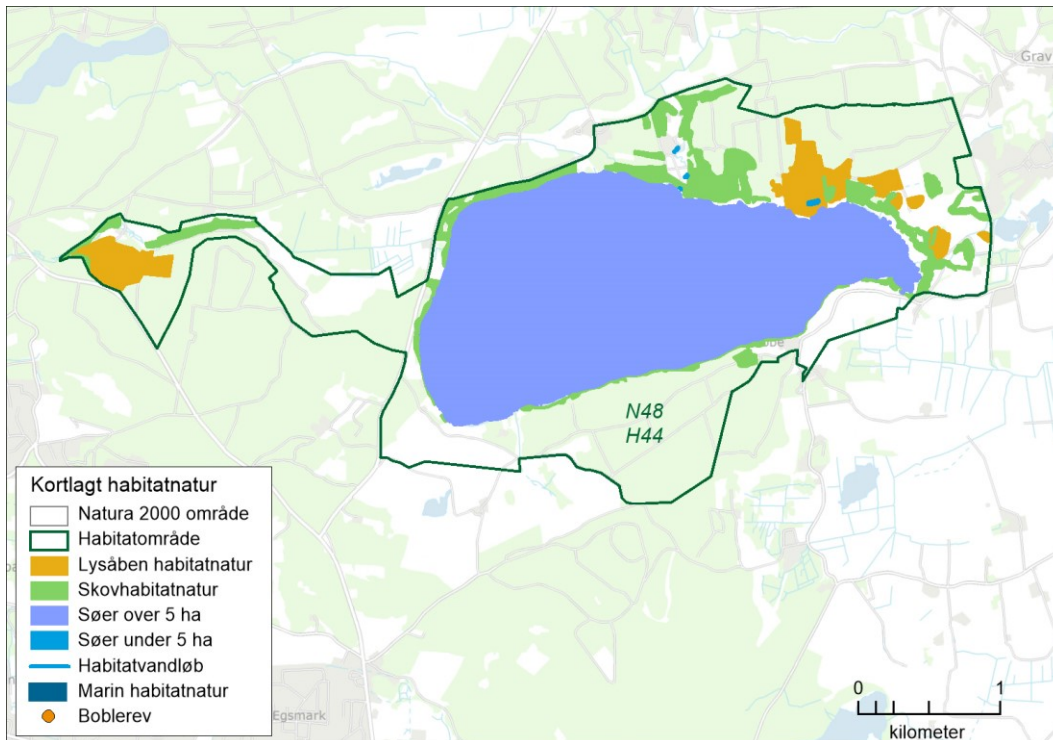 Grav
N48
H44
Kortlagt habitatnatur
Natura 2000 område
Habitatområde
Lysåben habitatnatur
Skovhabitatnatur
Søer over 5 ha
Søer under 5 ha
Habitatvandløb
Marin habitatnatur
Boblerev
Egsmark
0 1
kilometer